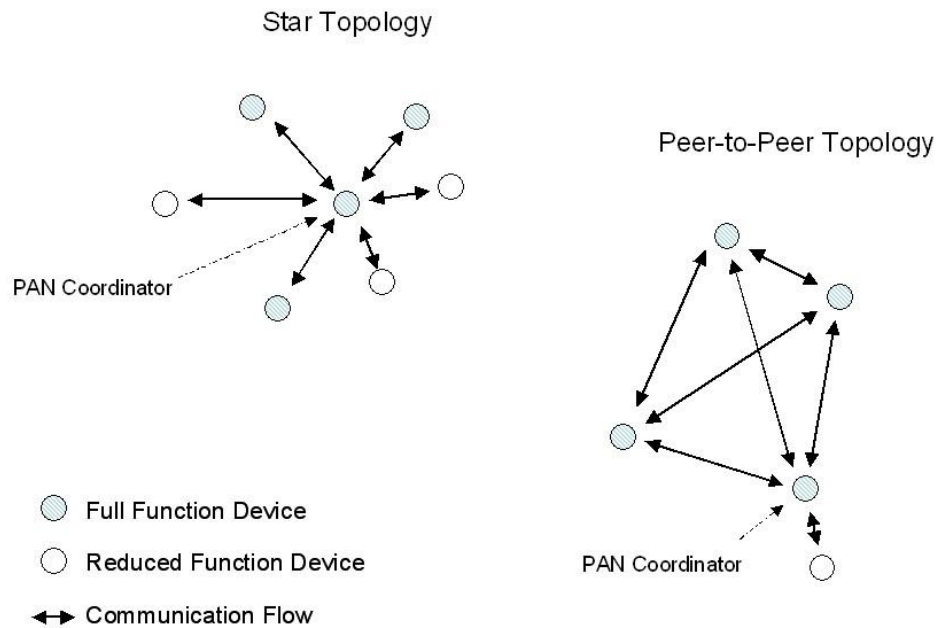 Star Topology
Peer-to-Peer Topology
PAN Coordinator
Full Function Device
Reduced Function Device
PAN Coordinator
Communication Flow